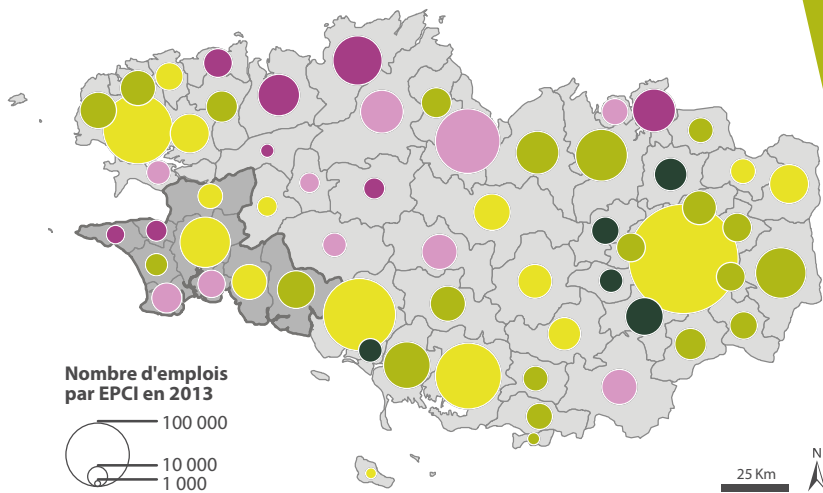 Nombre d'emplois
par EPCI en 2013
100 000
10 000
1 000
25 Km
N